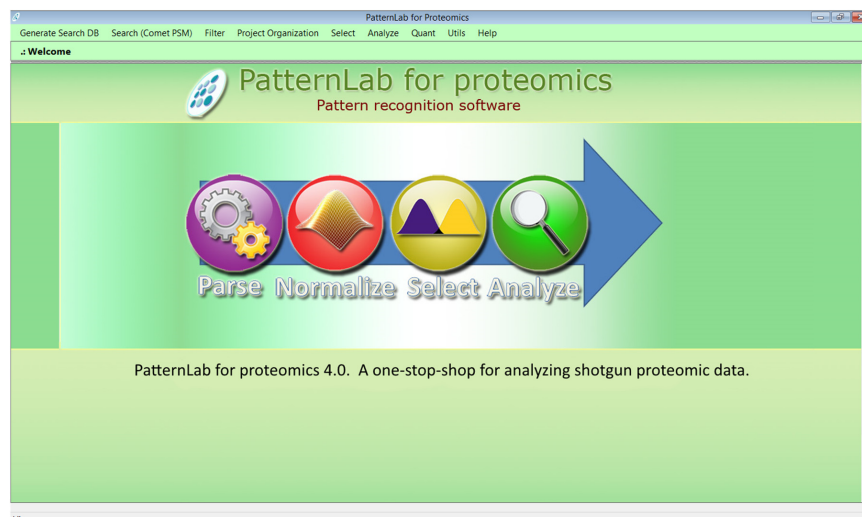 PatternLab for Proteomics
Generate Search DB Search (Comet PSM) Filter Project Organization Select Analyze Quant Utils Help
.: Welcome
PatternLab for proteomics
Pattern recognition software
Parse Normalize Select Analyze
PatternLab for proteomics 4.0. A one-stop-shop for analyzing shotgun proteomic data.